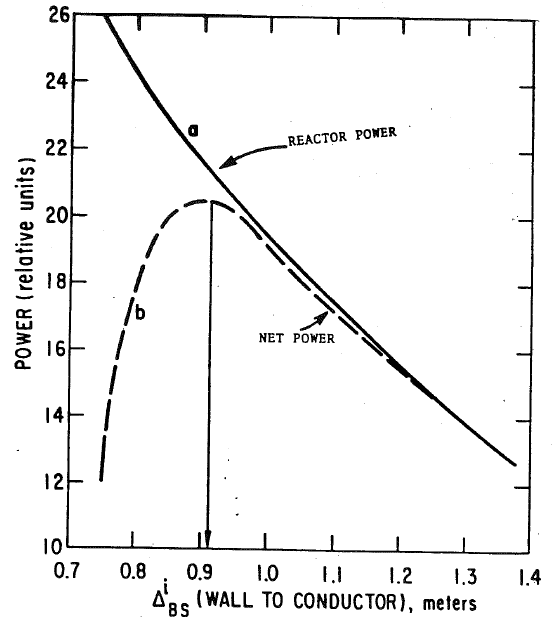 26
24
22
20
18
16
14
12
10
POWER (relative units)
a
REACTOR POWER
b
NET POWER
0.7 0.8 0.9 1.0 1.1 1.2 1.3 1.4
Δ^i_BS (WALL TO CONDUCTOR), meters